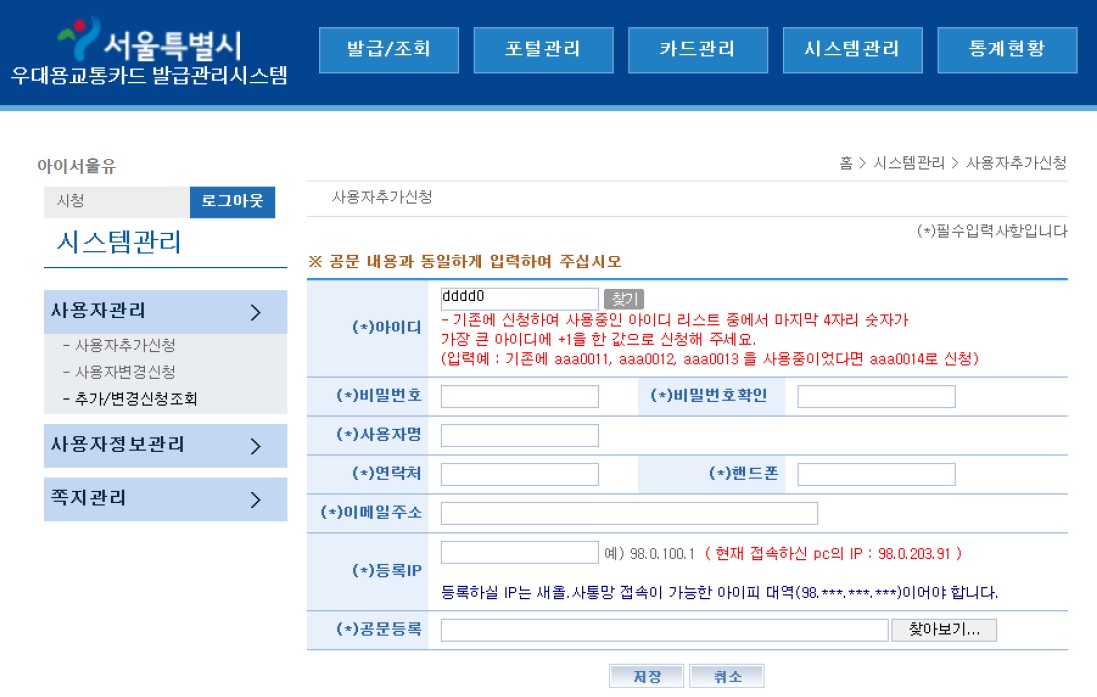 서울특별시
우대용교통카드 발급관리시스템
발급/조회
포털관리
카드관리
시스템관리
통계현황
아이서울유
시청
로그아웃
시스템관리
사용자관리
- 사용자추가신청
- 사용자변경신청
- 추가/변경신청조회
사용자정보관리
쪽지관리
홈 > 시스템관리 > 사용자추가신청
사용자추가신청
(*)필수입력사항입니다
※ 공문 내용과 동일하게 입력하여 주십시오
(*)아이디
dddd0
찾기
- 기존에 신청하여 사용중인 아이디 리스트 중에서 마지막 4자리 숫자가
가장 큰 아이디에 +1을 한 값으로 신청해 주세요.
(입력예 : 기존에 aaa0011, aaa0012, aaa0013 을 사용중이었다면 aaa0014로 신청)
(*)비밀번호
(*)비밀번호확인
(*)사용자명
(*)연락처
(*)핸드폰
(*)이메일주소
(*)등록IP
예) 98.0.100.1 ( 현재 접속하신 pc의 IP : 98.0.203.91 )
등록하실 IP는 새올.시통망 접속이 가능한 아이피 대역(98.***.***.***)이어야 합니다.
(*)공문등록
찾아보기...
저장
취소